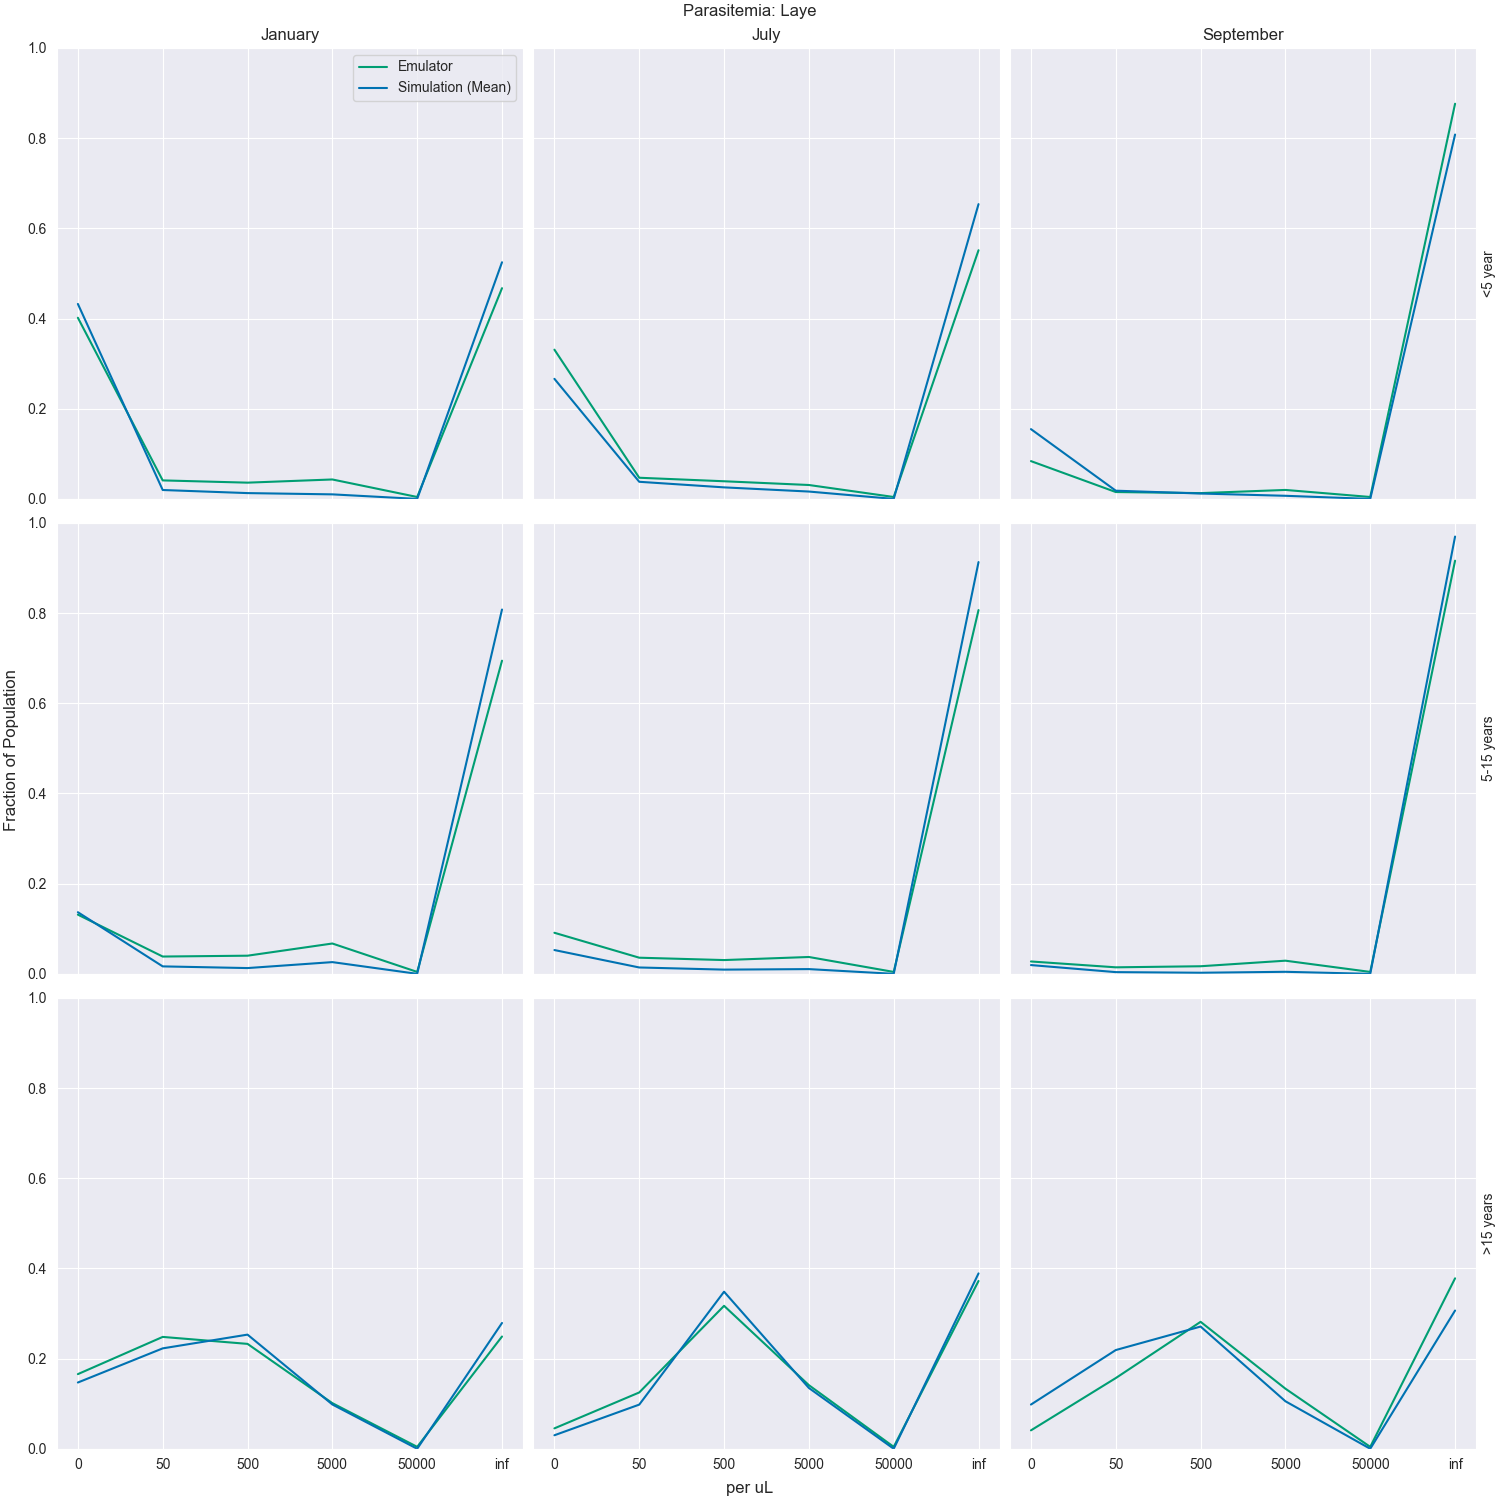 Parasitemia: Laye
January
July
September
1.0
0.8
0.6
0.4
0.2
0.0
Emulator
Simulation (Mean)
<5 year
1.0
0.8
0.6
0.4
0.2
0.0
Fraction of Population
5-15 years
1.0
0.8
0.6
0.4
0.2
0.0
>15 years
0 50 500 5000 50000 inf
0 50 500 5000 50000 inf
0 50 500 5000 50000 inf
per uL